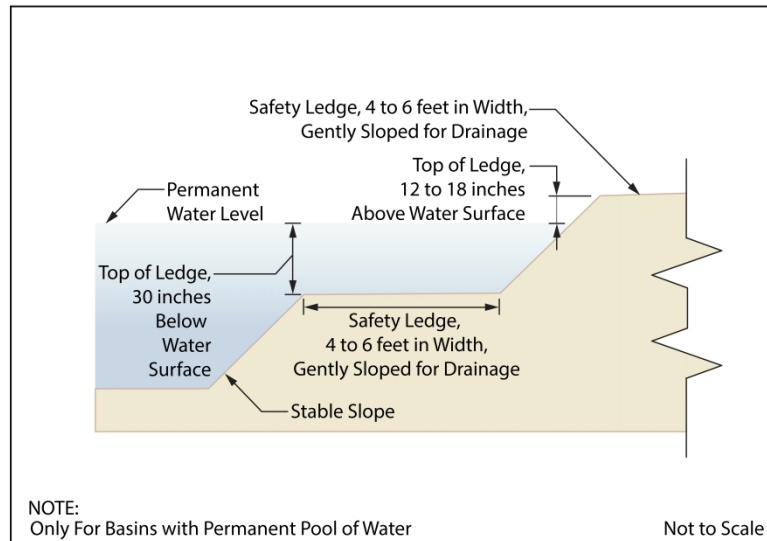 Safety Ledge, 4 to 6 feet in Width,
Gently Sloped for Drainage
Top of Ledge,
12 to 18 inches
Above Water Surface
Permanent
Water Level
Top of Ledge,
30 inches
Below
Water
Surface
Safety Ledge,
4 to 6 feet in Width,
Gently Sloped for Drainage
Stable Slope
NOTE:
Only For Basins with Permanent Pool of Water
Not to Scale